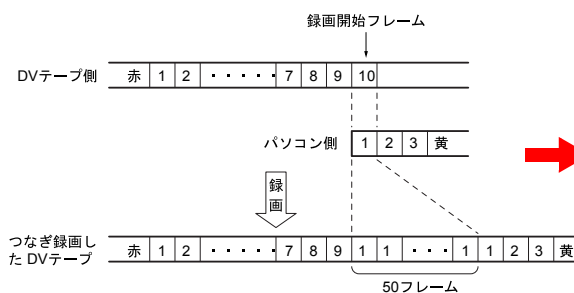 録画開始フレーム
DVテープ側 赤 1 2 ・・・・・ 7 8 9 10
パソコン側 1 2 3 黄
録画
つなぎ録画したDVテープ 赤 1 2 ・・・・・ 7 8 9 1 1 ・・・ 1 1 2 3 黄
50フレーム